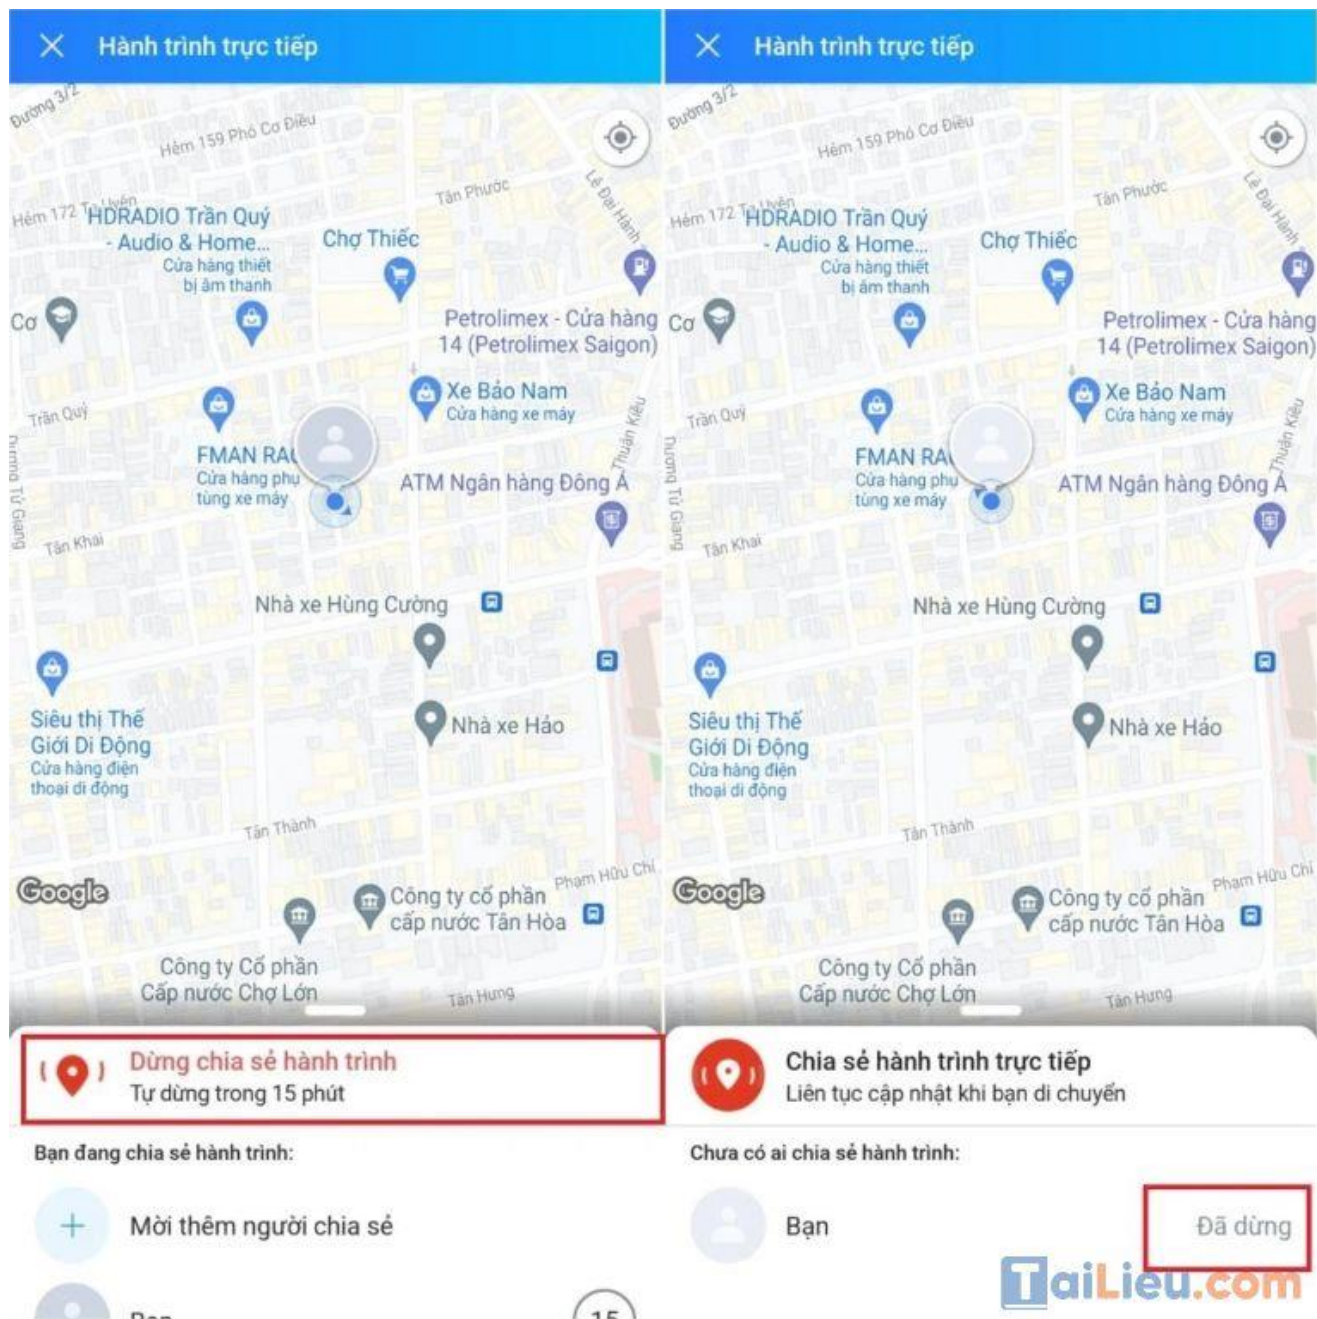 Hành trình trực tiếp
Đường 3/2
Hẻm 159 Phó Cơ Điều
Tân Phước
Lê Đại Hành
Hẻm 172
HDRADIO Trần Quý
- Audio & Home...
Cửa hàng thiết
bị âm thanh
Chợ Thiếc
Cơ
Petrolimex - Cửa hàng
14 (Petrolimex Saigon)
Xe Bảo Nam
Cửa hàng xe máy
Trần Quý
Thuận Kiều
FMAN RA
Cửa hàng phụ
tùng xe máy
ATM Ngân hàng Đông Á
Dương Tử Giang
Tân Khai
Nhà xe Hùng Cường
Siêu thị Thế
Giới Di Động
Cửa hàng điện
thoại di động
Nhà xe Hảo
Tân Thành
Google
Phạm Hữu Chí
Công ty cổ phần
cấp nước Tân Hòa
Công ty Cổ phần
Cấp nước Chợ Lớn
Tân Hưng
Dừng chia sẻ hành trình
Tự dừng trong 15 phút
Bạn đang chia sẻ hành trình:
Mời thêm người chia sẻ
15
Hành trình trực tiếp
Đường 3/2
Hẻm 159 Phó Cơ Điều
Tân Phước
Lê Đại Hành
Hẻm 172
HDRADIO Trần Quý
- Audio & Home...
Cửa hàng thiết
bị âm thanh
Chợ Thiếc
Cơ
Petrolimex - Cửa hàng
14 (Petrolimex Saigon)
Xe Bảo Nam
Cửa hàng xe máy
Trần Quý
Thuận Kiều
FMAN RA
Cửa hàng phụ
tùng xe máy
ATM Ngân hàng Đông Á
Dương Tử Giang
Tân Khai
Nhà xe Hùng Cường
Siêu thị Thế
Giới Di Động
Cửa hàng điện
thoại di động
Nhà xe Hảo
Tân Thành
Google
Phạm Hữu Chí
Công ty cổ phần
cấp nước Tân Hòa
Công ty Cổ phần
Cấp nước Chợ Lớn
Tân Hưng
Chia sẻ hành trình trực tiếp
Liên tục cập nhật khi bạn di chuyển
Chưa có ai chia sẻ hành trình:
Bạn
Đã dừng
TaiLieu.com